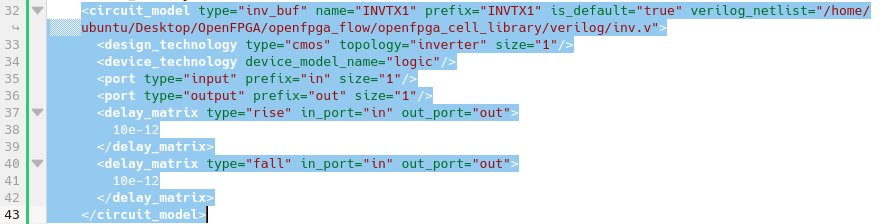 32 <circuit_model type="inv_buf" name="INVTX1" prefix="INVTX1" is_default="true" verilog_netlist="/home/
ubuntu/Desktop/OpenFPGA/openfpga_flow/openfpga_cell_library/verilog/inv.v">
33 <design_technology type="cmos" topology="inverter" size="1"/>
34 <device_technology device_model_name="logic"/>
35 <port type="input" prefix="in" size="1"/>
36 <port type="output" prefix="out" size="1"/>
37 <delay_matrix type="rise" in_port="in" out_port="out">
38 10e-12
39 </delay_matrix>
40 <delay_matrix type="fall" in_port="in" out_port="out">
41 10e-12
42 </delay_matrix>
43 </circuit_model>